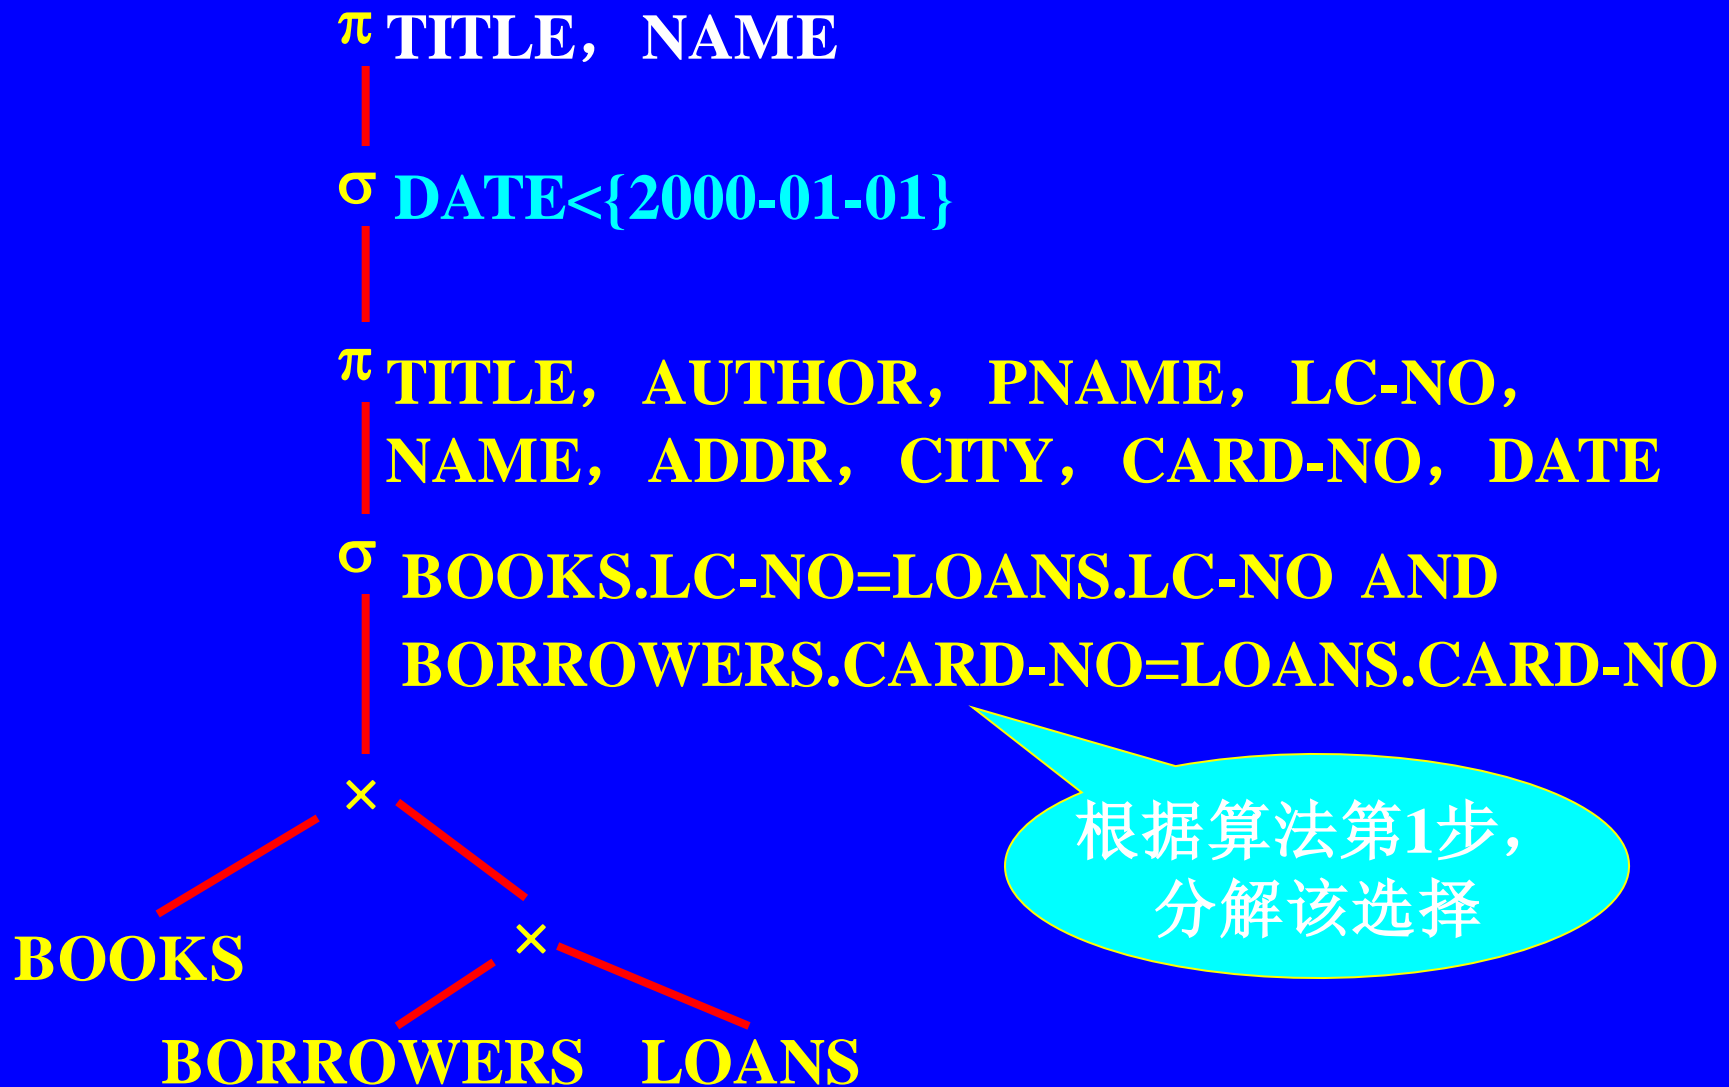 π TITLE， NAME
σ DATE<{2000-01-01}
π TITLE， AUTHOR， PNAME， LC-NO，
NAME， ADDR， CITY， CARD-NO， DATE
σ BOOKS.LC-NO=LOANS.LC-NO AND
BORROWERS.CARD-NO=LOANS.CARD-NO
×
根据算法第1步，
分解该选择
×
BOOKS
BORROWERS LOANS